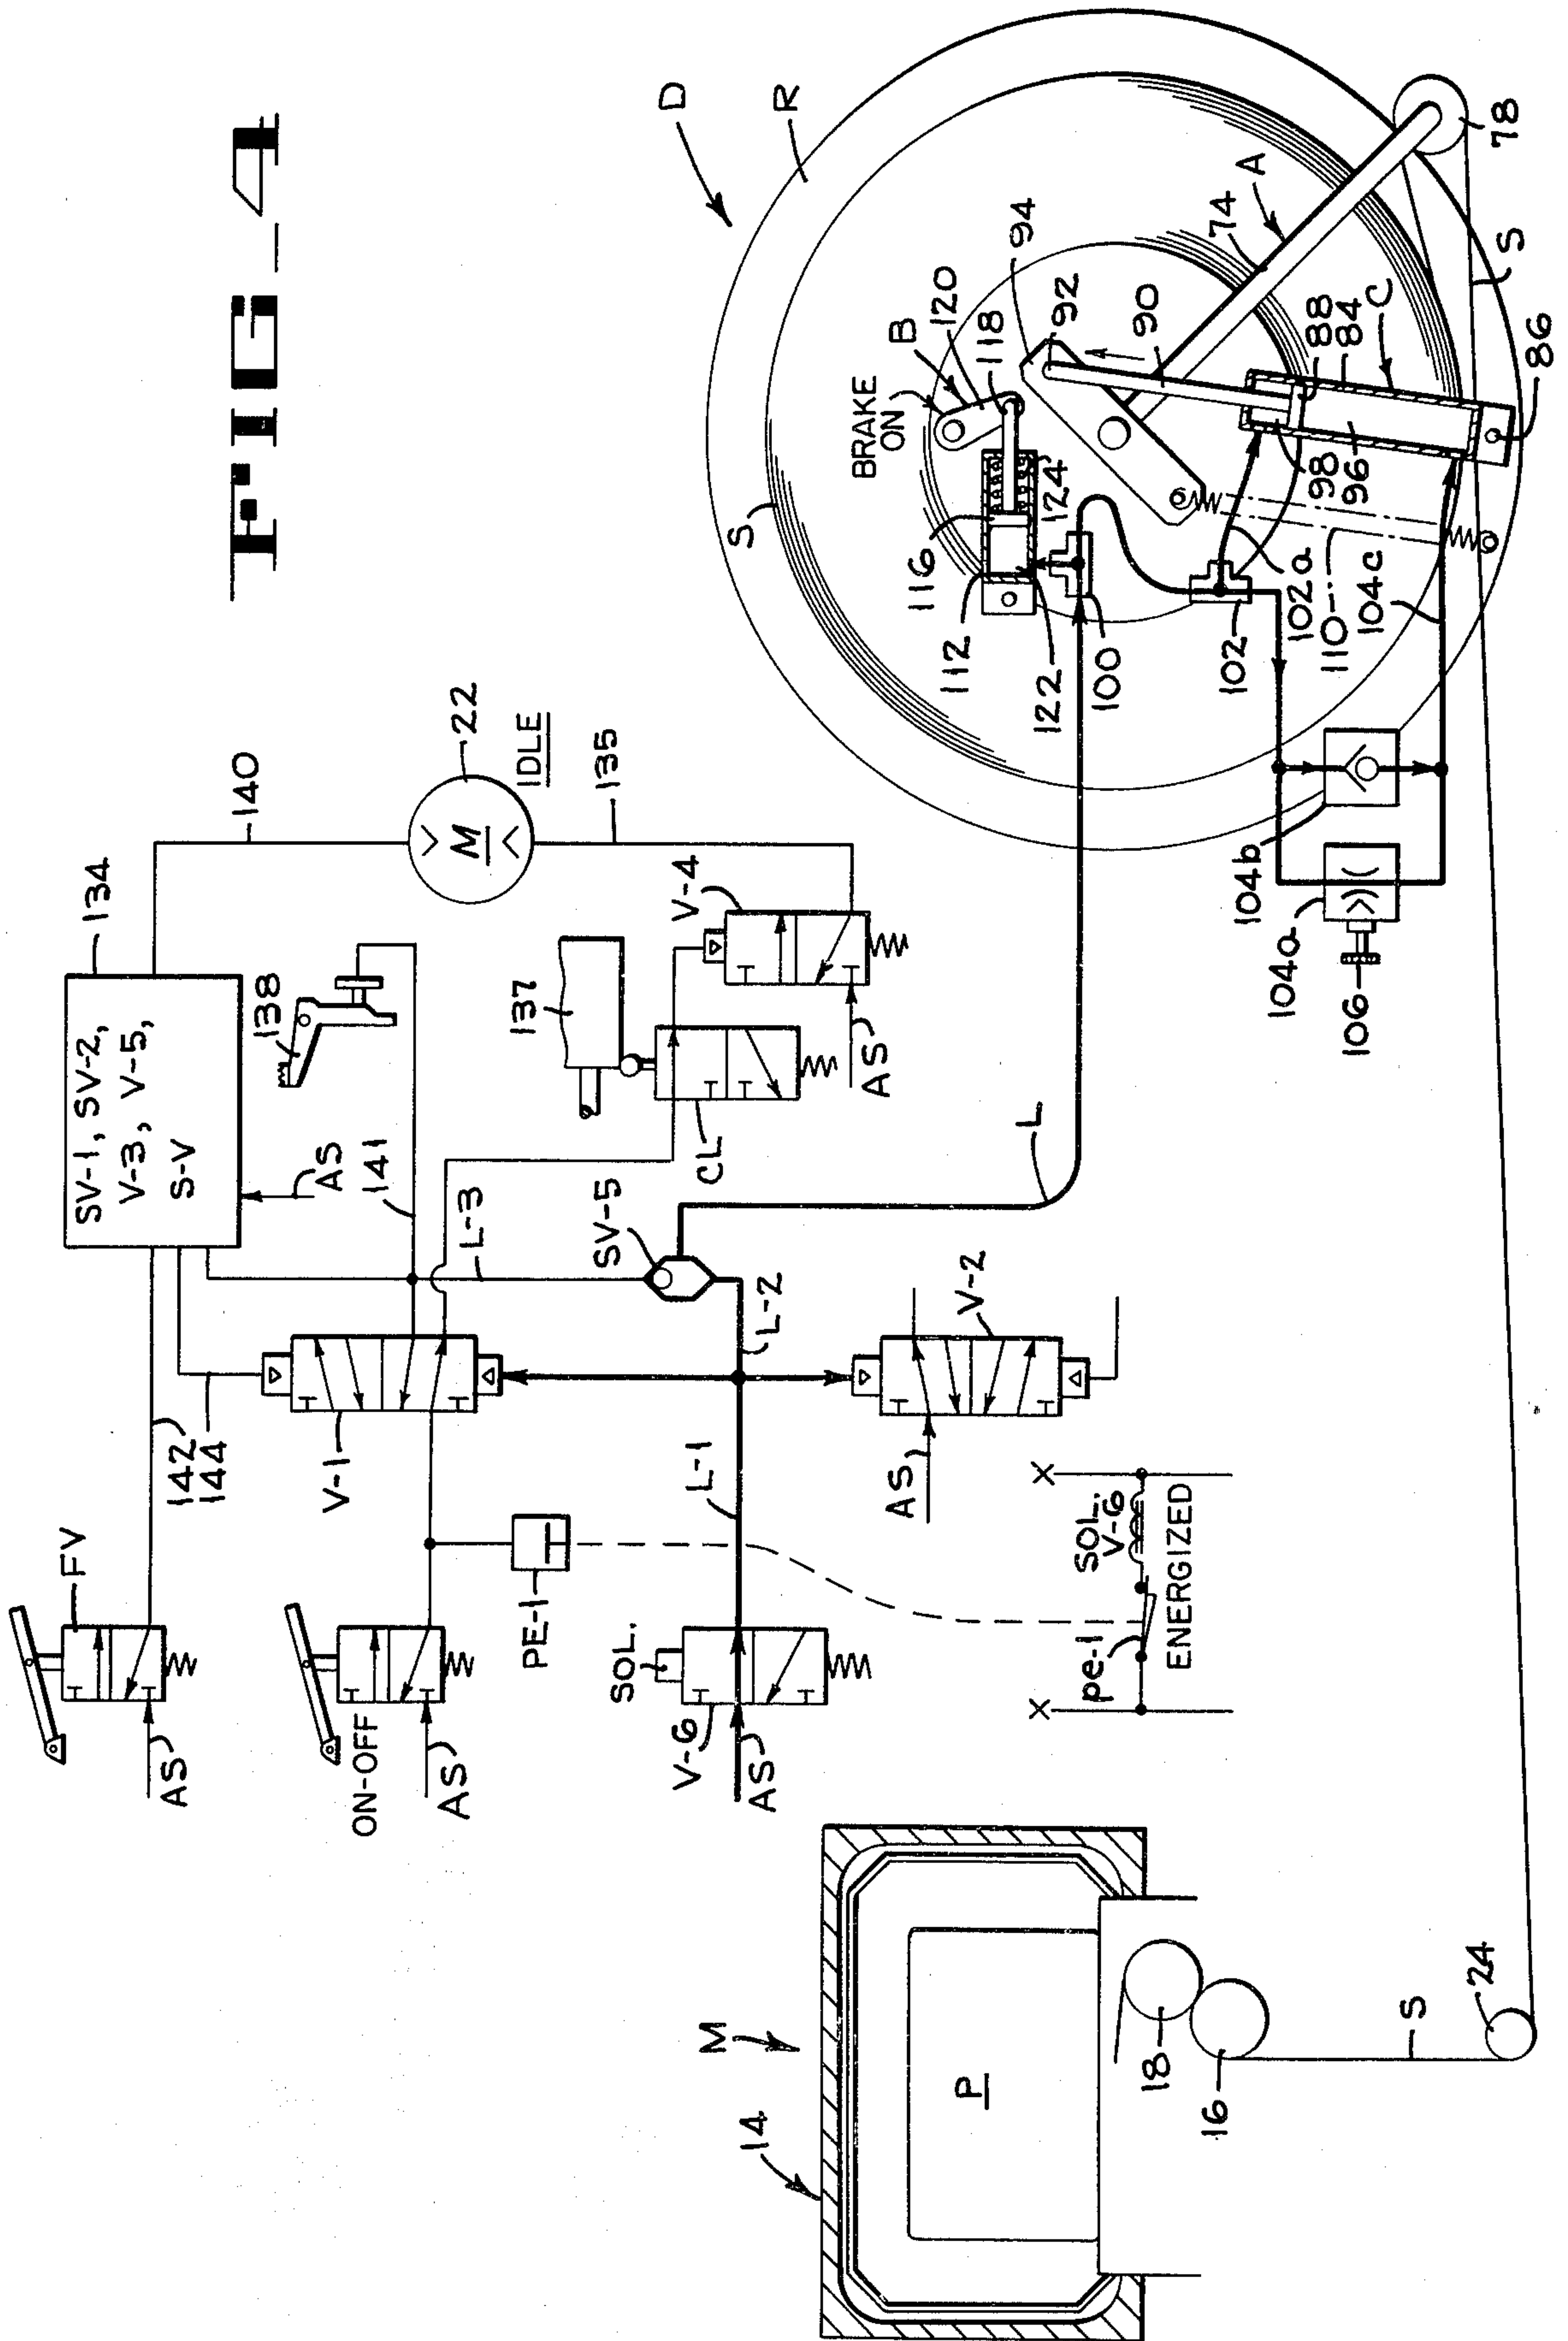 FIG_4
D
R
S
BRAKE
ON
B
120
118
94
92
90
74
A
78
S
88
84
C
86
98
96
124
116
112
122
100
102
102a
110
104c
104b
104a
106
L
134
SV-1, SV-2,
V-3, V-5,
S-V
138
AS
141
140
22
M
IDLE
135
V-4
137
CL
AS
L-3
SV-5
L-2
V-2
AS
142
144
V-1
L-1
FV
AS
ON-OFF
AS
PE-1
SOL.
V-6
AS
X
X
SOL.
V-6
pe-1
ENERGIZED
M
14
P
18
16
S
24